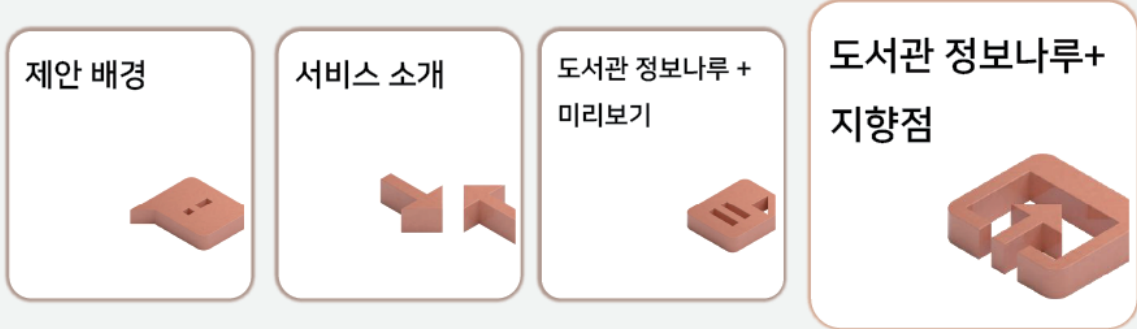 제안 배경
서비스 소개
도서관 정보나루 +
미리보기
도서관 정보나루+
지향점